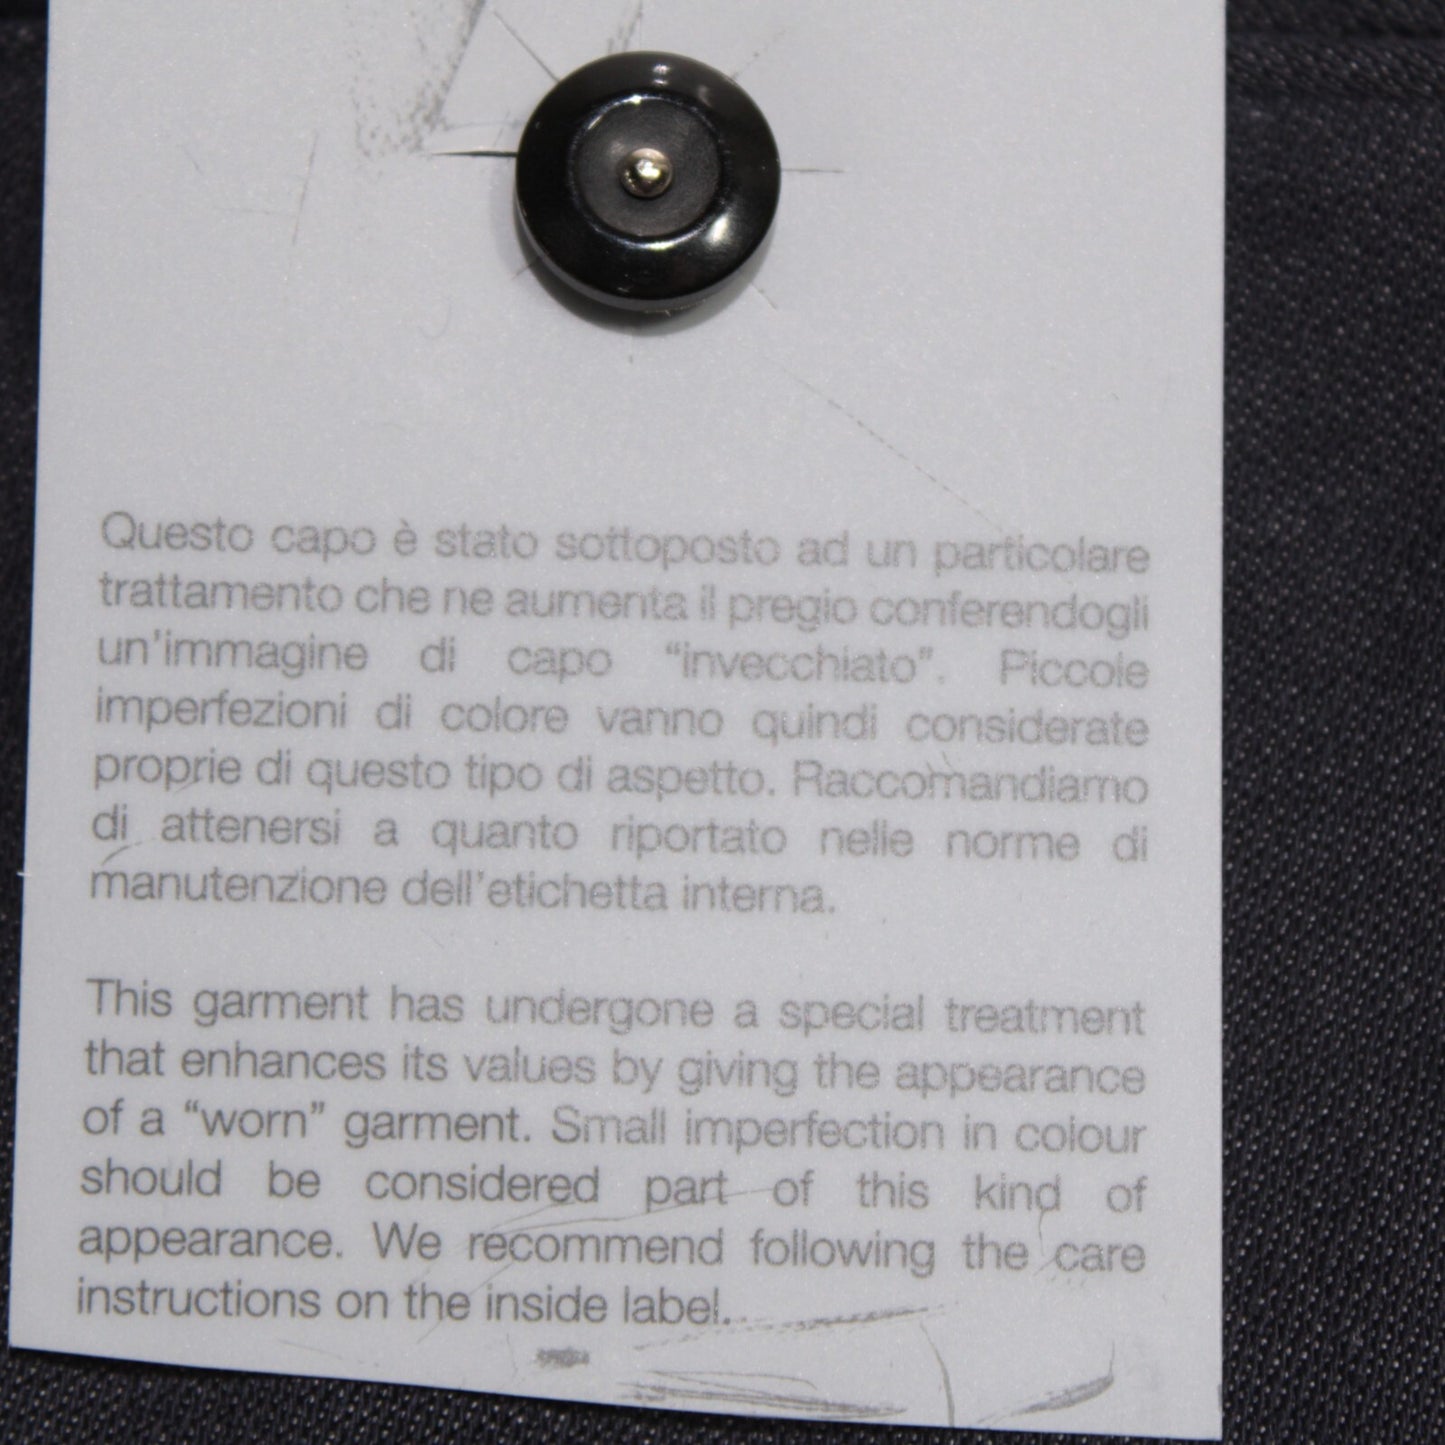 Questo capo è stato sottoposto ad un particolare
trattamento che ne aumenta il pregio conferendogli
un'immagine di capo “invecchiato”. Piccole
imperfezioni di colore vanno quindi considerate
proprie di questo tipo di aspetto. Raccomandiamo
di attenersi a quanto riportato nelle norme di
manutenzione dell'etichetta interna.
This garment has undergone a special treatment
that enhances its values by giving the appearance
of a “worn” garment. Small imperfection in colour
should be considered part of this kind of
appearance. We recommend following the care
instructions on the inside label.